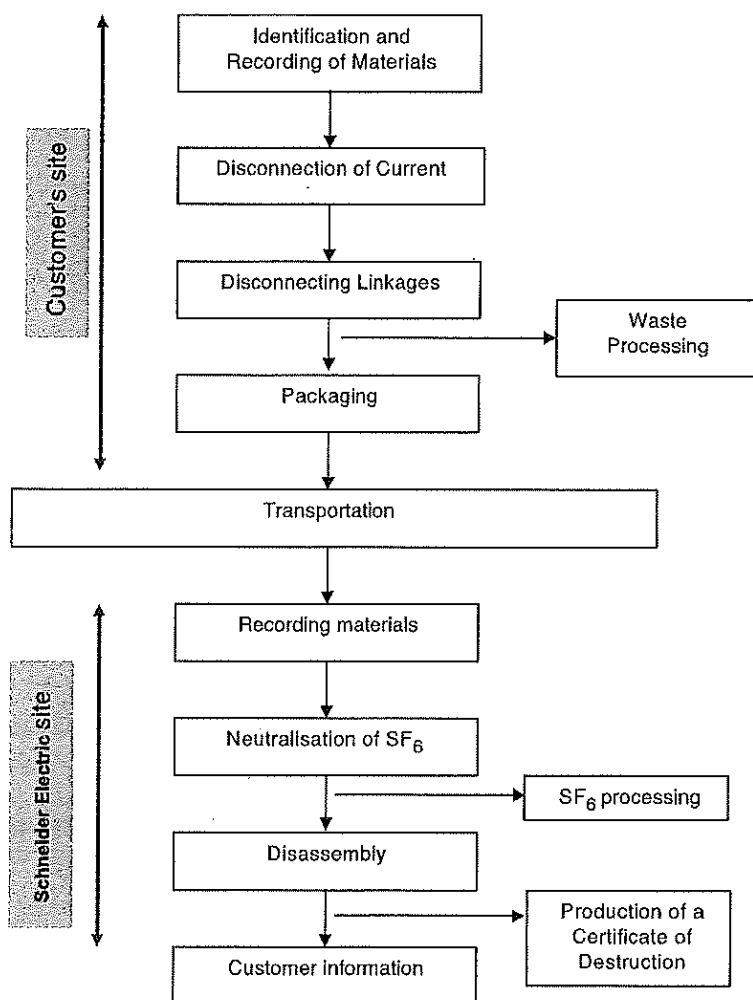 Identification and
Recording of Materials
Disconnection of Current
Customer's site
Disconnecting Linkages
Waste
Processing
Packaging
Transportation
Recording materials
Schneider Electric site
Neutralisation of SF₆
SF₆ processing
Disassembly
Production of a
Certificate of
Destruction
Customer information